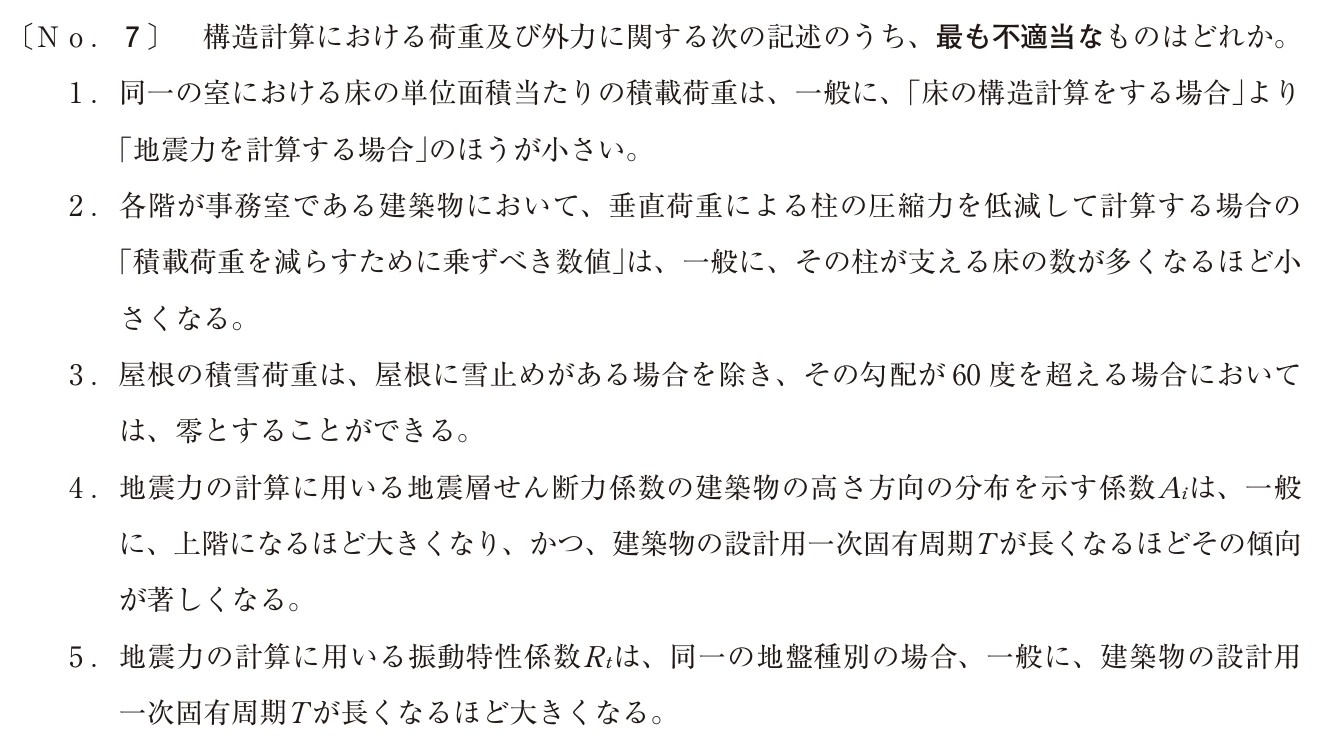 〔No. 7〕 構造計算における荷重及び外力に関する次の記述のうち、最も不適当なものはどれか。
1. 同一の室における床の単位面積当たりの積載荷重は、一般に、「床の構造計算をする場合」より
「地震力を計算する場合」のほうが小さい。
2. 各階が事務室である建築物において、垂直荷重による柱の圧縮力を低減して計算する場合の
「積載荷重を減らすために乗ずべき数値」は、一般に、その柱が支える床の数が多くなるほど小
さくなる。
3. 屋根の積雪荷重は、屋根に雪止めがある場合を除き、その勾配が 60 度を超える場合において
は、零とすることができる。
4. 地震力の計算に用いる地震層せん断力係数の建築物の高さ方向の分布を示す係数Aiは、一般
に、上階になるほど大きくなり、かつ、建築物の設計用一次固有周期Tが長くなるほどその傾向
が著しくなる。
5. 地震力の計算に用いる振動特性係数Rtは、同一の地盤種別の場合、一般に、建築物の設計用
一次固有周期Tが長くなるほど大きくなる。